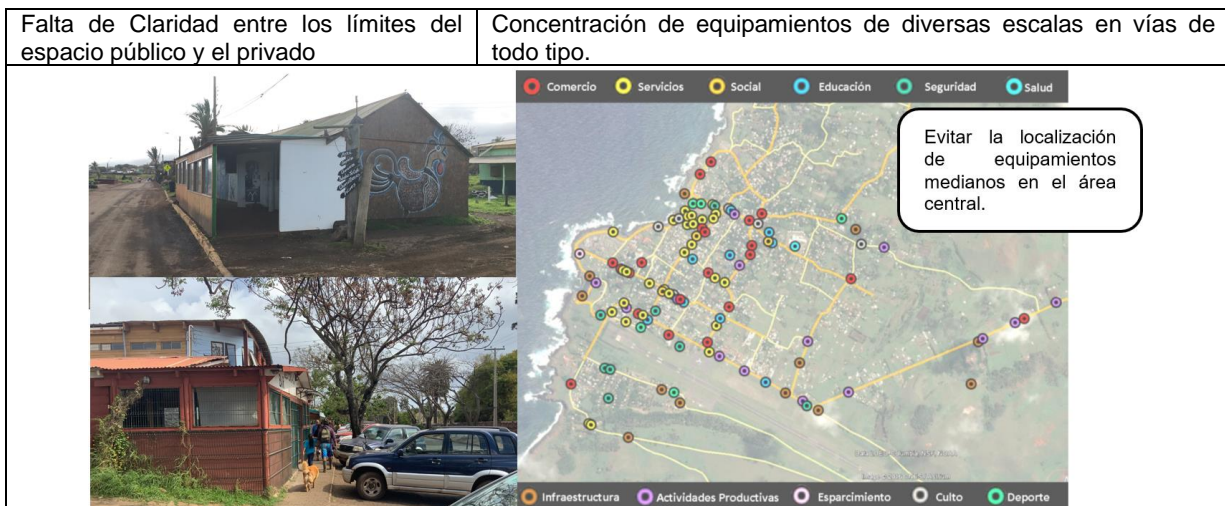 Falta de Claridad entre los límites del
espacio público y el privado
Concentración de equipamientos de diversas escalas en vías de
todo tipo.
Comercio Servicios Social Educación Seguridad Salud
Evitar la localización
de equipamientos
medianos en el área
central.
Infraestructura Actividades Productivas Esparcimiento Culto Deporte